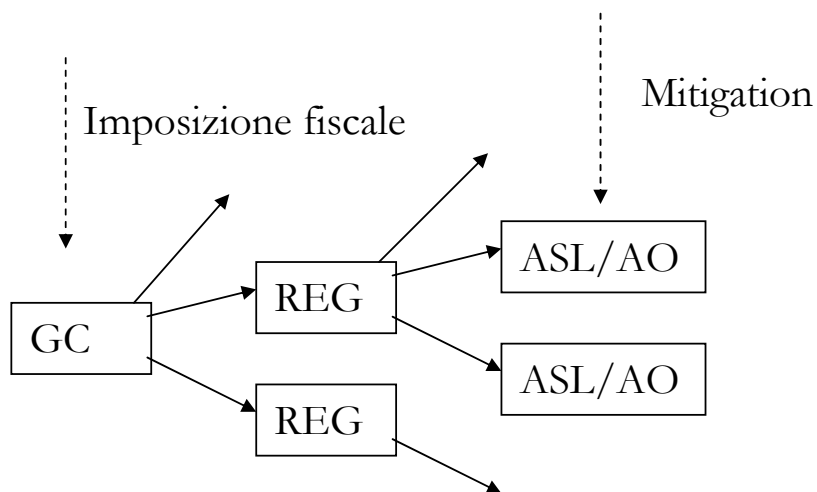 Mitigation
Imposizione fiscale
ASL/AO
REG
GC
ASL/AO
REG